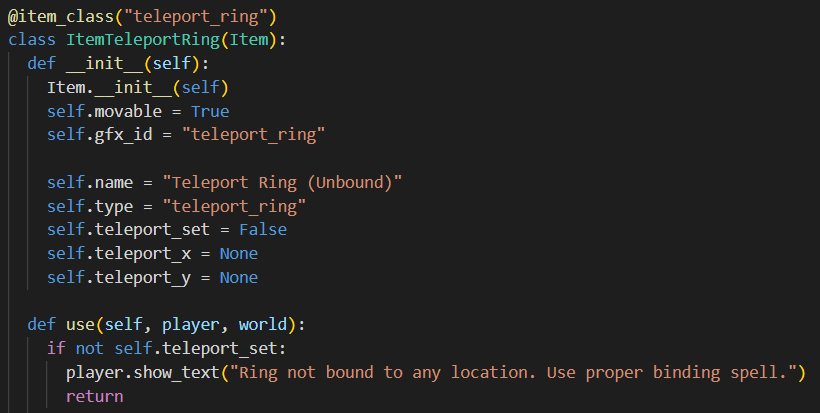 @item_class("teleport_ring")
class ItemTeleportRing(Item):
  def __init__(self):
    Item.__init__(self)
    self.movable = True
    self.gfx_id = "teleport_ring"

    self.name = "Teleport Ring (Unbound)"
    self.type = "teleport_ring"
    self.teleport_set = False
    self.teleport_x = None
    self.teleport_y = None

  def use(self, player, world):
    if not self.teleport_set:
      player.show_text("Ring not bound to any location. Use proper binding spell.")
      return